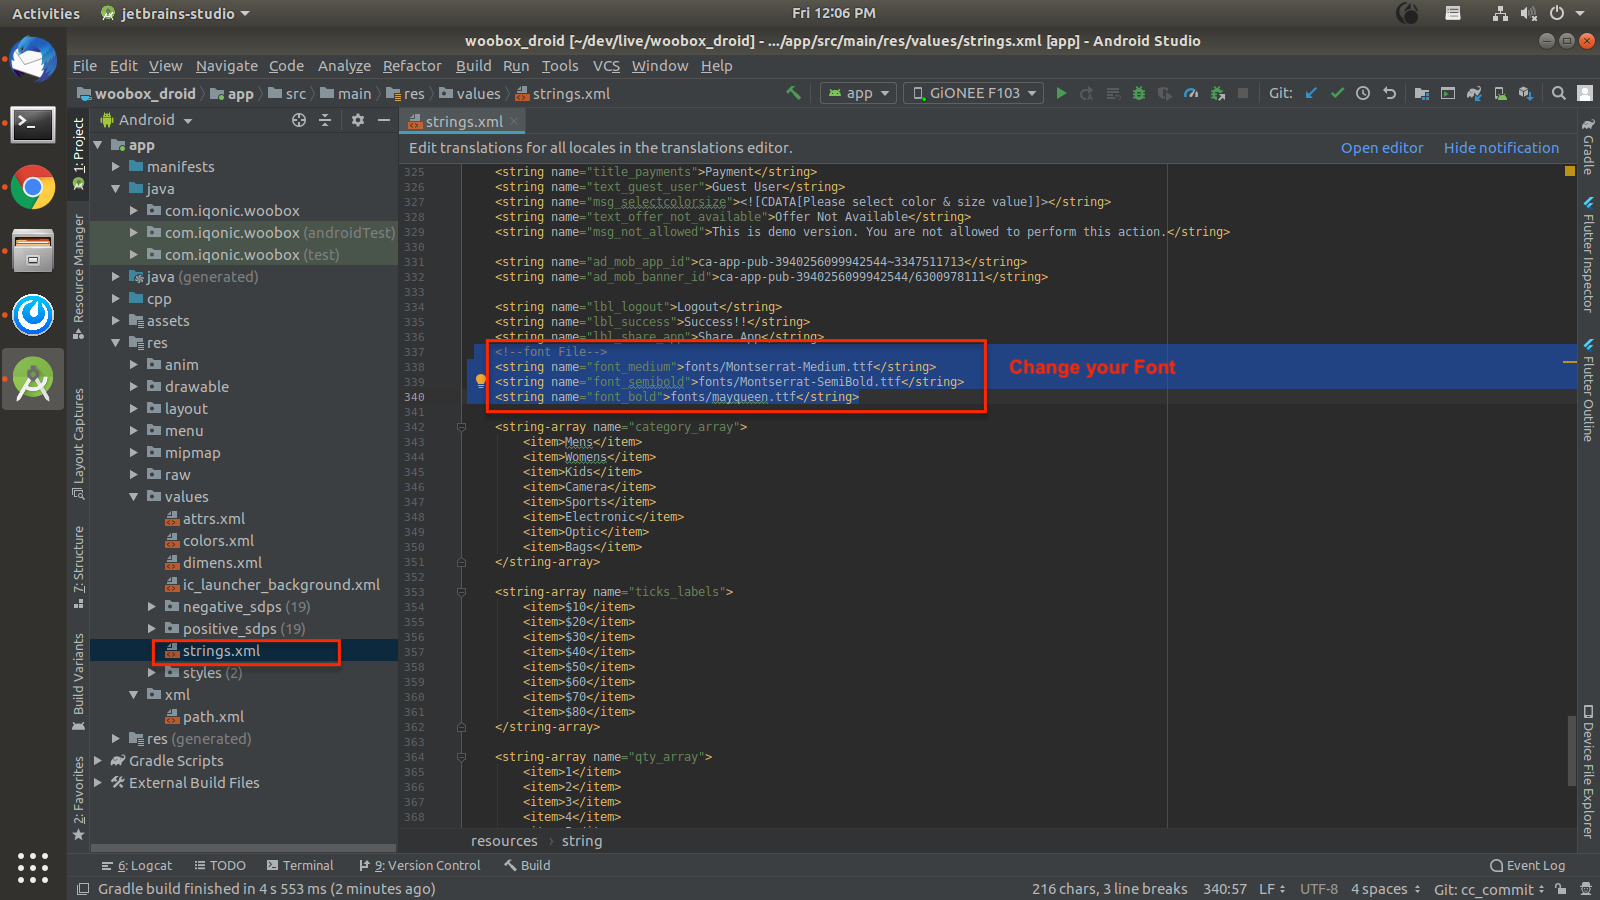 Activities jetbrains-studio Fri 12:06 PM
woobox_droid [~/dev/live/woobox_droid] - .../app/src/main/res/values/strings.xml [app] - Android Studio
File Edit View Navigate Code Analyze Refactor Build Run Tools VCS Window Help
woobox_droid app src main res values strings.xml app GiONEE F103 Git:
1: Project
Resource Manager
Layout Captures
7: Structure
Build Variants
2: Favorites
Android
app
manifests
java
com.iqonic.woobox
com.iqonic.woobox (androidTest)
com.iqonic.woobox (test)
java (generated)
cpp
assets
res
anim
drawable
layout
menu
mipmap
raw
values
attrs.xml
colors.xml
dimens.xml
ic_launcher_background.xml
negative_sdps (19)
positive_sdps (19)
strings.xml
styles (2)
xml
path.xml
res (generated)
Gradle Scripts
External Build Files
strings.xml
Edit translations for all locales in the translations editor. Open editor Hide notification
325 <string name="title_payments">Payment</string>
326 <string name="text_guest_user">Guest User</string>
327 <string name="msg_selectcolorsize"><![CDATA[Please select color & size value]]></string>
328 <string name="text_offer_not_available">Offer Not Available</string>
329 <string name="msg_not_allowed">This is demo version. You are not allowed to perform this action.</string>
330
331 <string name="ad_mob_app_id">ca-app-pub-3940256099942544~3347511713</string>
332 <string name="ad_mob_banner_id">ca-app-pub-3940256099942544/6300978111</string>
333
334 <string name="lbl_logout">Logout</string>
335 <string name="lbl_success">Success!!</string>
336 <string name="lbl_share_app">Share App</string>
337 <!--font File-->
338 <string name="font_medium">fonts/Montserrat-Medium.ttf</string>
339 <string name="font_semibold">fonts/Montserrat-SemiBold.ttf</string>
340 <string name="font_bold">fonts/mayqueen.ttf</string>
Change your Font
341
342 <string-array name="category_array">
343 <item>Mens</item>
344 <item>Womens</item>
345 <item>Kids</item>
346 <item>Camera</item>
347 <item>Sports</item>
348 <item>Electronic</item>
349 <item>Optic</item>
350 <item>Bags</item>
351 </string-array>
352
353 <string-array name="ticks_labels">
354 <item>$10</item>
355 <item>$20</item>
356 <item>$30</item>
357 <item>$40</item>
358 <item>$50</item>
359 <item>$60</item>
360 <item>$70</item>
361 <item>$80</item>
362 </string-array>
363
364 <string-array name="qty_array">
365 <item>1</item>
366 <item>2</item>
367 <item>3</item>
368 <item>4</item>
resources string
Gradle
Flutter Inspector
Flutter Outline
Device File Explorer
6: Logcat TODO Terminal 9: Version Control Build Event Log
Gradle build finished in 4 s 553 ms (2 minutes ago) 216 chars, 3 line breaks 340:57 LF UTF-8 4 spaces Git: cc_commit